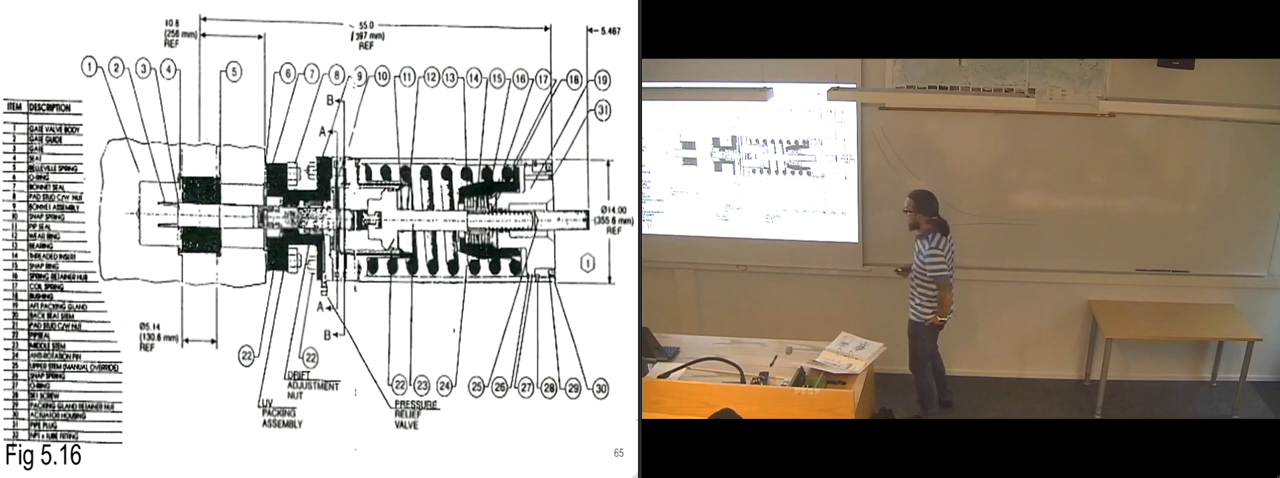 10.8
(256 mm)
REF
55.0
(397 mm)
REF
5.467
1
2
3
4
5
6
7
8
9
10
11
12
13
14
15
16
17
18
19
31
B
A
ITEM DESCRIPTION
1 GATE VALVE BODY
2 GATE GUIDE
3 GATE
4 SEAT
5 BELLEVILLE SPRING
6 O-RING
7 BONNET SEAL
8 PAD STUD C/W NUT
9 BONNET ASSEMBLY
10 SNAP SPRING
11 PIP SEAL
12 WEAR RING
13 BEARING
14 THREADED INSERT
15 SNAP RING
16 SPRING RETAINER HUB
17 COIL SPRING
18 BUSHING
19 API PACKING GLAND
20 BACK SEAT STEM
21 PAD STUD C/W NUT
22 PIPSEAL
23 MIDDLE STEM
24 ANTI-ROTATION PIN
25 UPPER STEM (MANUAL OVERRIDE)
26 SNAP SPRING
27 O-RING
28 SET SCREW
29 PACKING GLAND RETAINER NUT
30 ACTUATOR HOUSING
31 PIPE PLUG
32 NPT x TUBE FITTING
Ø14.00
(355.6 mm)
REF
1
A
B
Ø5.14
(130.6 mm)
REF
22
22
22
23
24
25
26
27
28
29
30
DRIFT
ADJUSTMENT
NUT
UV
PACKING
ASSEMBLY
PRESSURE
RELIEF
VALVE
Fig 5.16
65